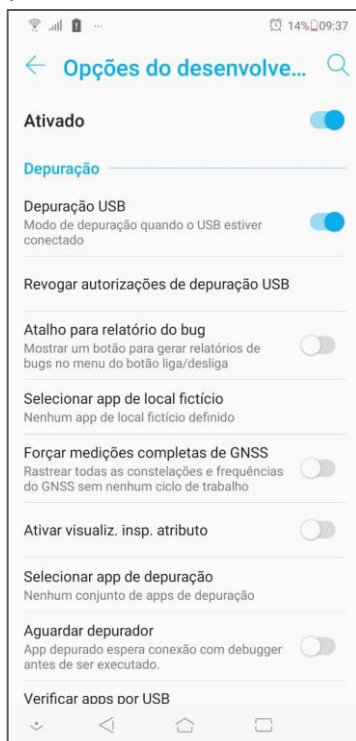 14% 09:37
Opções do desenvolve...
Ativado
Depuração
Depuração USB
Modo de depuração quando o USB estiver
conectado
Revogar autorizações de depuração USB
Atalho para relatório do bug
Mostrar um botão para gerar relatórios de
bugs no menu do botão liga/desliga
Selecionar app de local fictício
Nenhum app de local fictício definido
Forçar medições completas de GNSS
Rastrear todas as constelações e frequências
do GNSS sem nenhum ciclo de trabalho
Ativar visualiz. insp. atributo
Selecionar app de depuração
Nenhum conjunto de apps de depuração
Aguardar depurador
App depurado espera conexão com debugger
antes de ser executado.
Verificar apps por USB